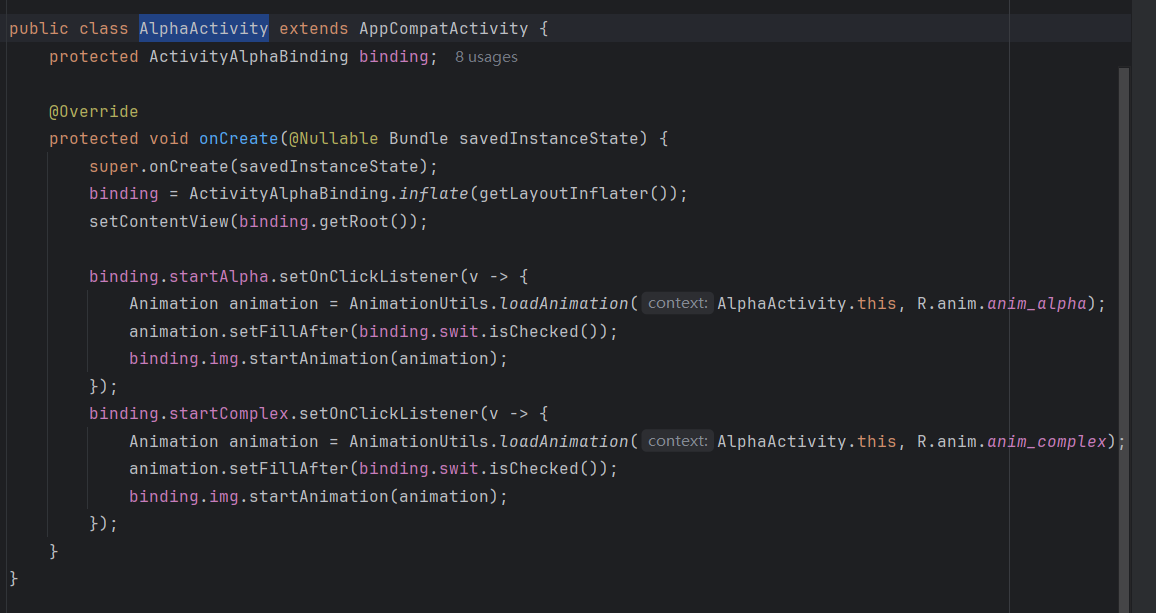 public class AlphaActivity extends AppCompatActivity {
    protected ActivityAlphaBinding binding;  8 usages

    @Override
    protected void onCreate(@Nullable Bundle savedInstanceState) {
        super.onCreate(savedInstanceState);
        binding = ActivityAlphaBinding.inflate(getLayoutInflater());
        setContentView(binding.getRoot());

        binding.startAlpha.setOnClickListener(v -> {
            Animation animation = AnimationUtils.loadAnimation( context: AlphaActivity.this, R.anim.anim_alpha);
            animation.setFillAfter(binding.swit.isChecked());
            binding.img.startAnimation(animation);
        });
        binding.startComplex.setOnClickListener(v -> {
            Animation animation = AnimationUtils.loadAnimation( context: AlphaActivity.this, R.anim.anim_complex);
            animation.setFillAfter(binding.swit.isChecked());
            binding.img.startAnimation(animation);
        });
    }
}